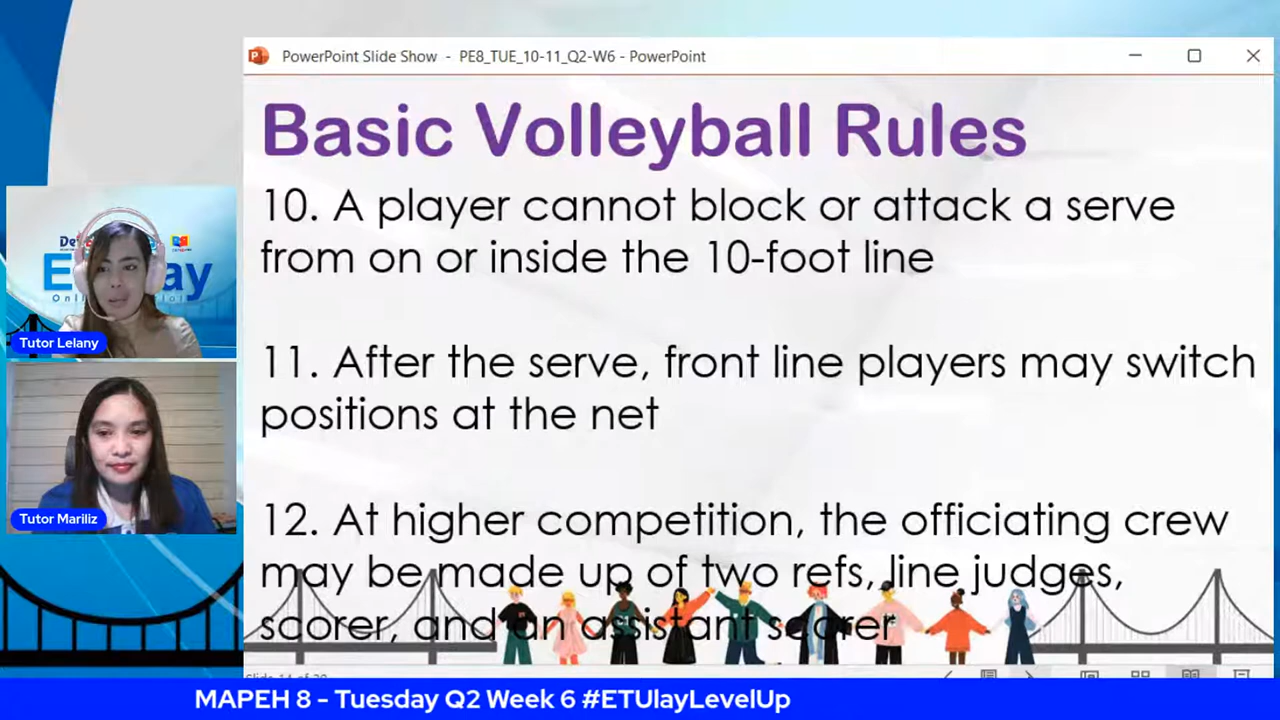 PowerPoint Slide Show - PE8_TUE_10-11_Q2-W6 - PowerPoint
Basic Volleyball Rules
10. A player cannot block or attack a serve
from on or inside the 10-foot line
11. After the serve, front line players may switch
positions at the net
12. At higher competition, the officiating crew
may be made up of two refs, line judges,
scorer, and an assistant scorer
Tutor Lelany
Tutor Mariliz
MAPEH 8 - Tuesday Q2 Week 6 #ETUlayLevelUp